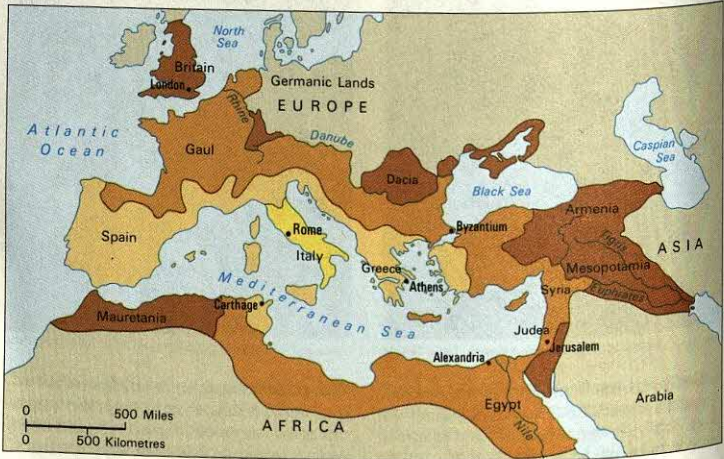 North
Sea
Britain
London
Germanic Lands
EUROPE
Rhine
Atlantic
Ocean
Gaul
Danube
Caspian
Sea
Dacia
Black Sea
Armenia
Spain
Rome
Italy
Byzantium
Tigris
ASIA
Mesopotamia
Greece
Athens
Syria
Euphrates
Mediterranean Sea
Carthage
Mauretania
Judea
Jerusalem
Alexandria
Egypt
Nile
Arabia
0 500 Miles
0 500 Kilometres
AFRICA